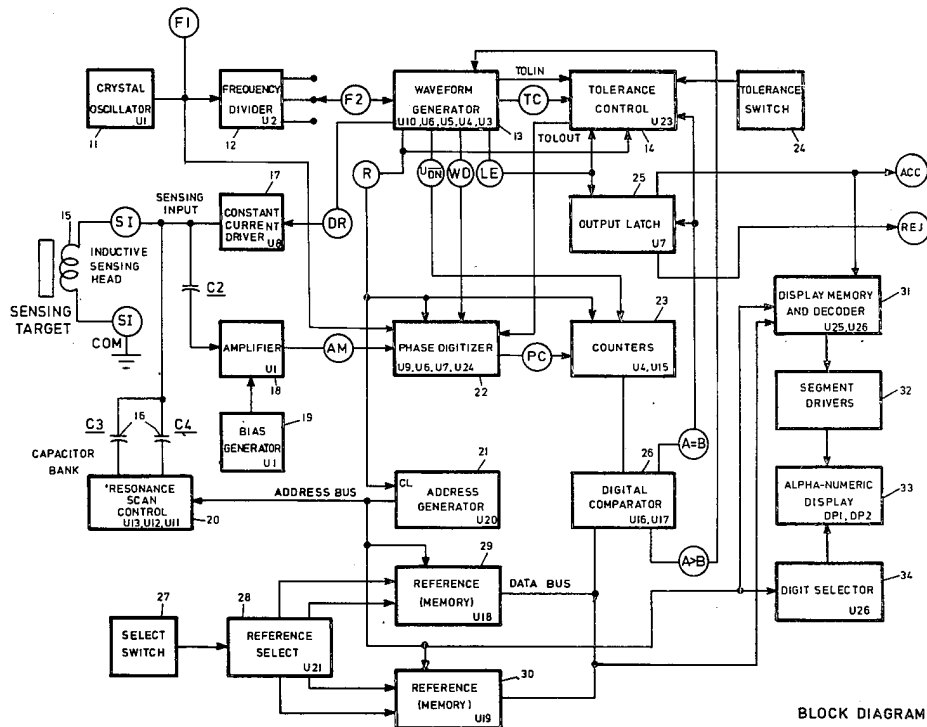 F1
CRYSTAL
OSCILLATOR
U1
11
FREQUENCY
DIVIDER
U2
12
F2
WAVEFORM
GENERATOR
U10, U6, U5, U4, U3
13
TOLIN
TC
TOLERANCE
CONTROL
U23
TOLOUT
14
TOLERANCE
SWITCH
24
R
UDN
WD
LE
25
OUTPUT LATCH
U7
ACC
REJ
17
CONSTANT
CURRENT
DRIVER
U8
DR
SENSING
INPUT
15
SI
INDUCTIVE
SENSING
HEAD
SENSING
TARGET
SI
COM
C2
AMPLIFIER
U1
18
AM
PHASE DIGITIZER
U9, U6, U7, U24
22
PC
23
COUNTERS
U4, U15
DISPLAY MEMORY
AND DECODER
U25, U26
31
SEGMENT
DRIVERS
32
BIAS
GENERATOR
U1
19
C3
16
C4
CAPACITOR
BANK
*RESONANCE
SCAN
CONTROL
U13, U12, U11
20
ADDRESS BUS
21
CL
ADDRESS
GENERATOR
U20
26
DIGITAL
COMPARATOR
U16, U17
A=B
A>B
ALPHA-NUMERIC
DISPLAY
DP1, DP2
33
29
REFERENCE
(MEMORY)
U18
DATA BUS
DIGIT SELECTOR
U26
34
27
SELECT
SWITCH
28
REFERENCE
SELECT
U21
REFERENCE
(MEMORY)
U19
30
BLOCK DIAGRAM